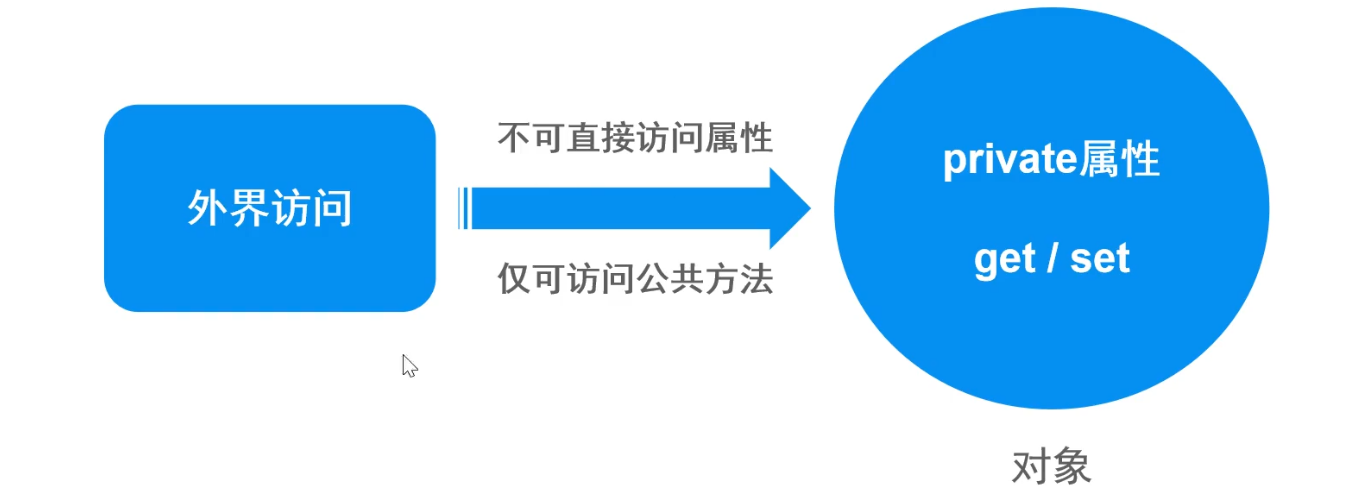 外界访问
不可直接访问属性
仅可访问公共方法
private属性
get / set
对象